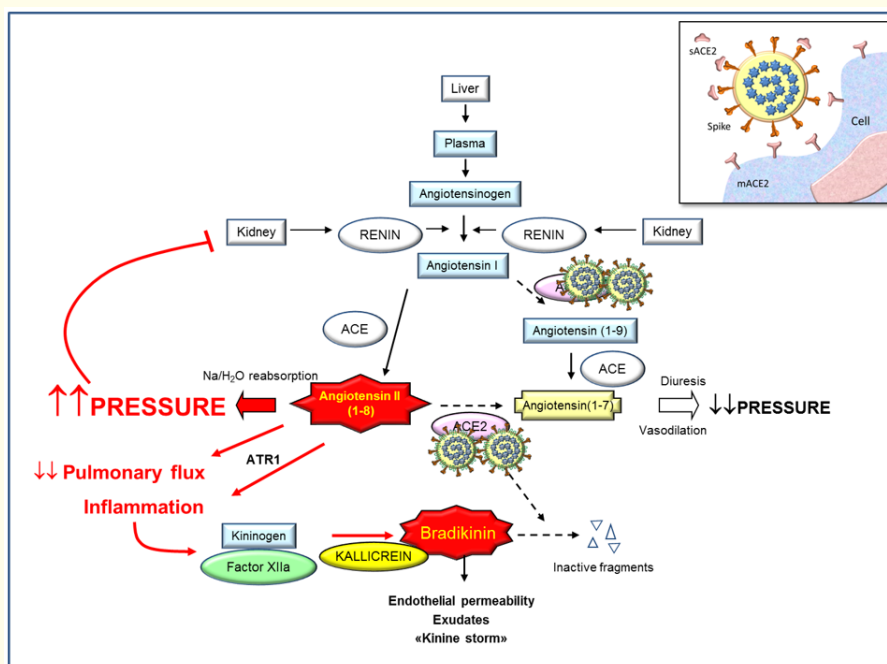 sACE2
Spike
Cell
mACE2
Liver
Plasma
Angiotensinogen
Kidney
RENIN
RENIN
Kidney
Angiotensin I
ACE
Angiotensin (1-9)
ACE
Na/H₂O reabsorption
↑↑PRESSURE
Angiotensin II
(1-8)
Angiotensin(1-7)
Diuresis
Vasodilation
↓↓PRESSURE
ACE2
ATR1
↓↓ Pulmonary flux
Inflammation
Kininogen
Factor XIIa
KALLICREIN
Bradikinin
Inactive fragments
Endothelial permeability
Exudates
«Kinine storm»